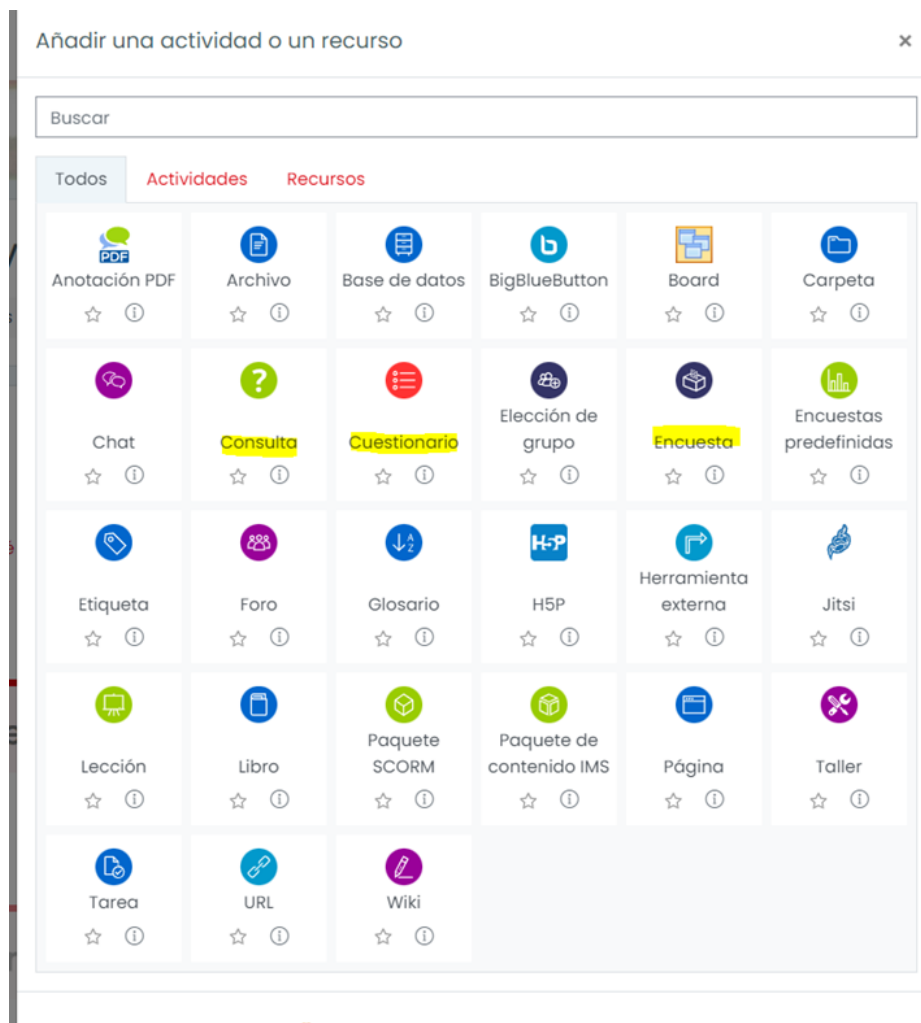 Añadir una actividad o un recurso
×
Buscar
Todos Actividades Recursos
PDF
Anotación PDF Archivo Base de datos BigBlueButton Board Carpeta
Chat Consulta Cuestionario Elección de grupo Encuesta Encuestas predefinidas
H5P
Etiqueta Foro Glosario H5P Herramienta externa Jitsi
Lección Libro Paquete SCORM Paquete de contenido IMS Página Taller
Tarea URL Wiki